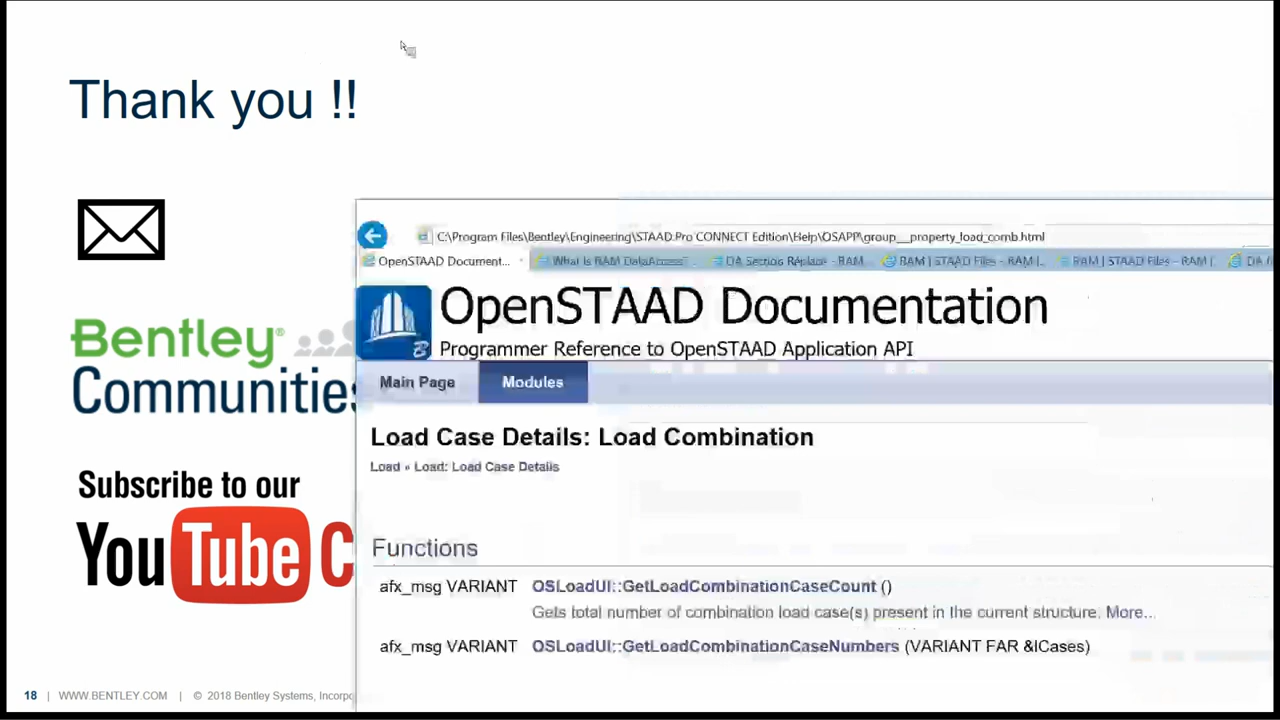 Thank you !!
C:\Program Files\Bentley\Engineering\STAAD.Pro CONNECT Edition\Help\OSAPP\group__property_load_comb.html
OpenSTAAD Document... What is RAM DataAccess? DA Section Replace - RAM... RAM | STAAD Files - RAM |... RAM | STAAD Files - RAM | DA
OpenSTAAD Documentation
Programmer Reference to OpenSTAAD Application API
Main Page Modules
Load Case Details: Load Combination
Load » Load: Load Case Details
Functions
afx_msg VARIANT OSLoadUI::GetLoadCombinationCaseCount ()
Gets total number of combination load case(s) present in the current structure. More...
afx_msg VARIANT OSLoadUI::GetLoadCombinationCaseNumbers (VARIANT FAR &lCases)
Bentley®
Communities
Subscribe to our
YouTube C
18 | WWW.BENTLEY.COM | © 2018 Bentley Systems, Incorp